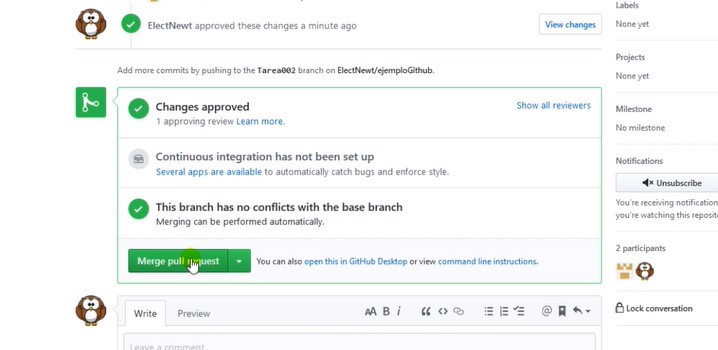 ElectNewt approved these changes a minute ago
View changes
Add more commits by pushing to the Tarea002 branch on ElectNewt/ejemploGithub.
Changes approved
1 approving review Learn more.
Show all reviewers
Continuous integration has not been set up
Several apps are available to automatically catch bugs and enforce style.
This branch has no conflicts with the base branch
Merging can be performed automatically.
Merge pull request
You can also open this in GitHub Desktop or view command line instructions.
Write
Preview
AA B i
Leave a comment
Labels
None yet
Projects
None yet
Milestone
No milestone
Notifications
Unsubscribe
You're receiving notification
you're watching this reposit
2 participants
Lock conversation